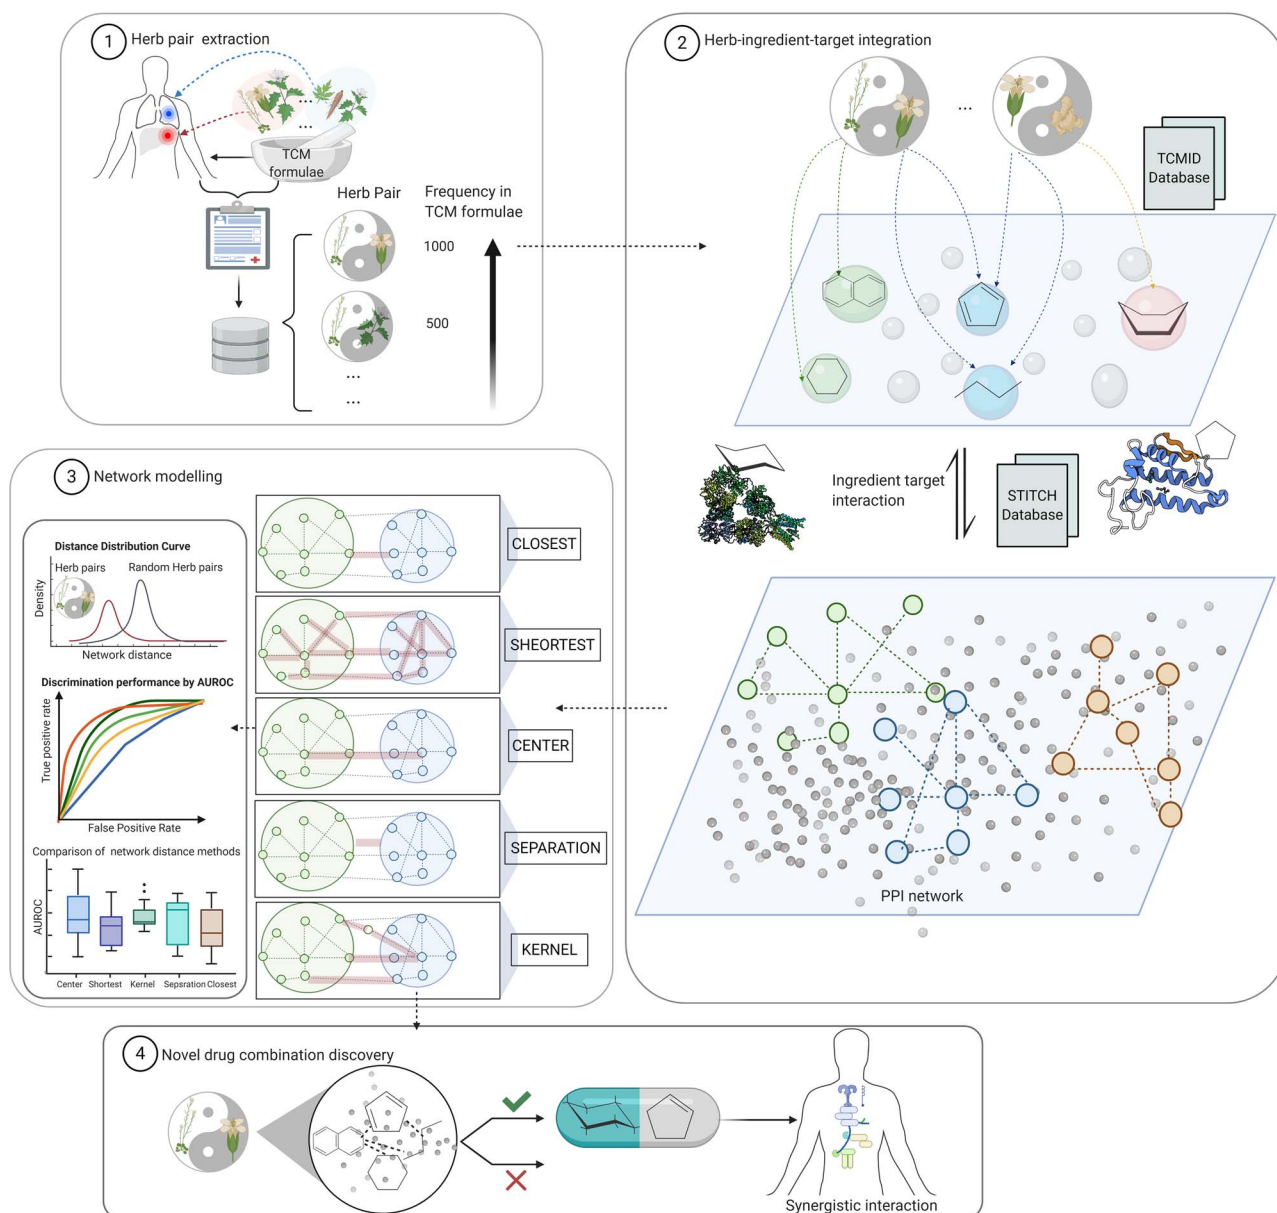 1
Herb pair extraction
...
...
TCM
formulae
Herb Pair
Frequency in
TCM formulae
1000
500
...
...
2
Herb-ingredient-target integration
...
TCMID
Database
Ingredient target
interaction
STITCH
Database
PPI network
3
Network modelling
Distance Distribution Curve
Herb pairs
Random Herb pairs
Density
Network distance
Discrimination performance by AUROC
True positive rate
False Positive Rate
Comparison of network distance methods
AUROC
Center
Shortest
Kernel
Sepsration
Closest
CLOSEST
SHEORTEST
CENTER
SEPARATION
KERNEL
4
Novel drug combination discovery
Synergistic interaction